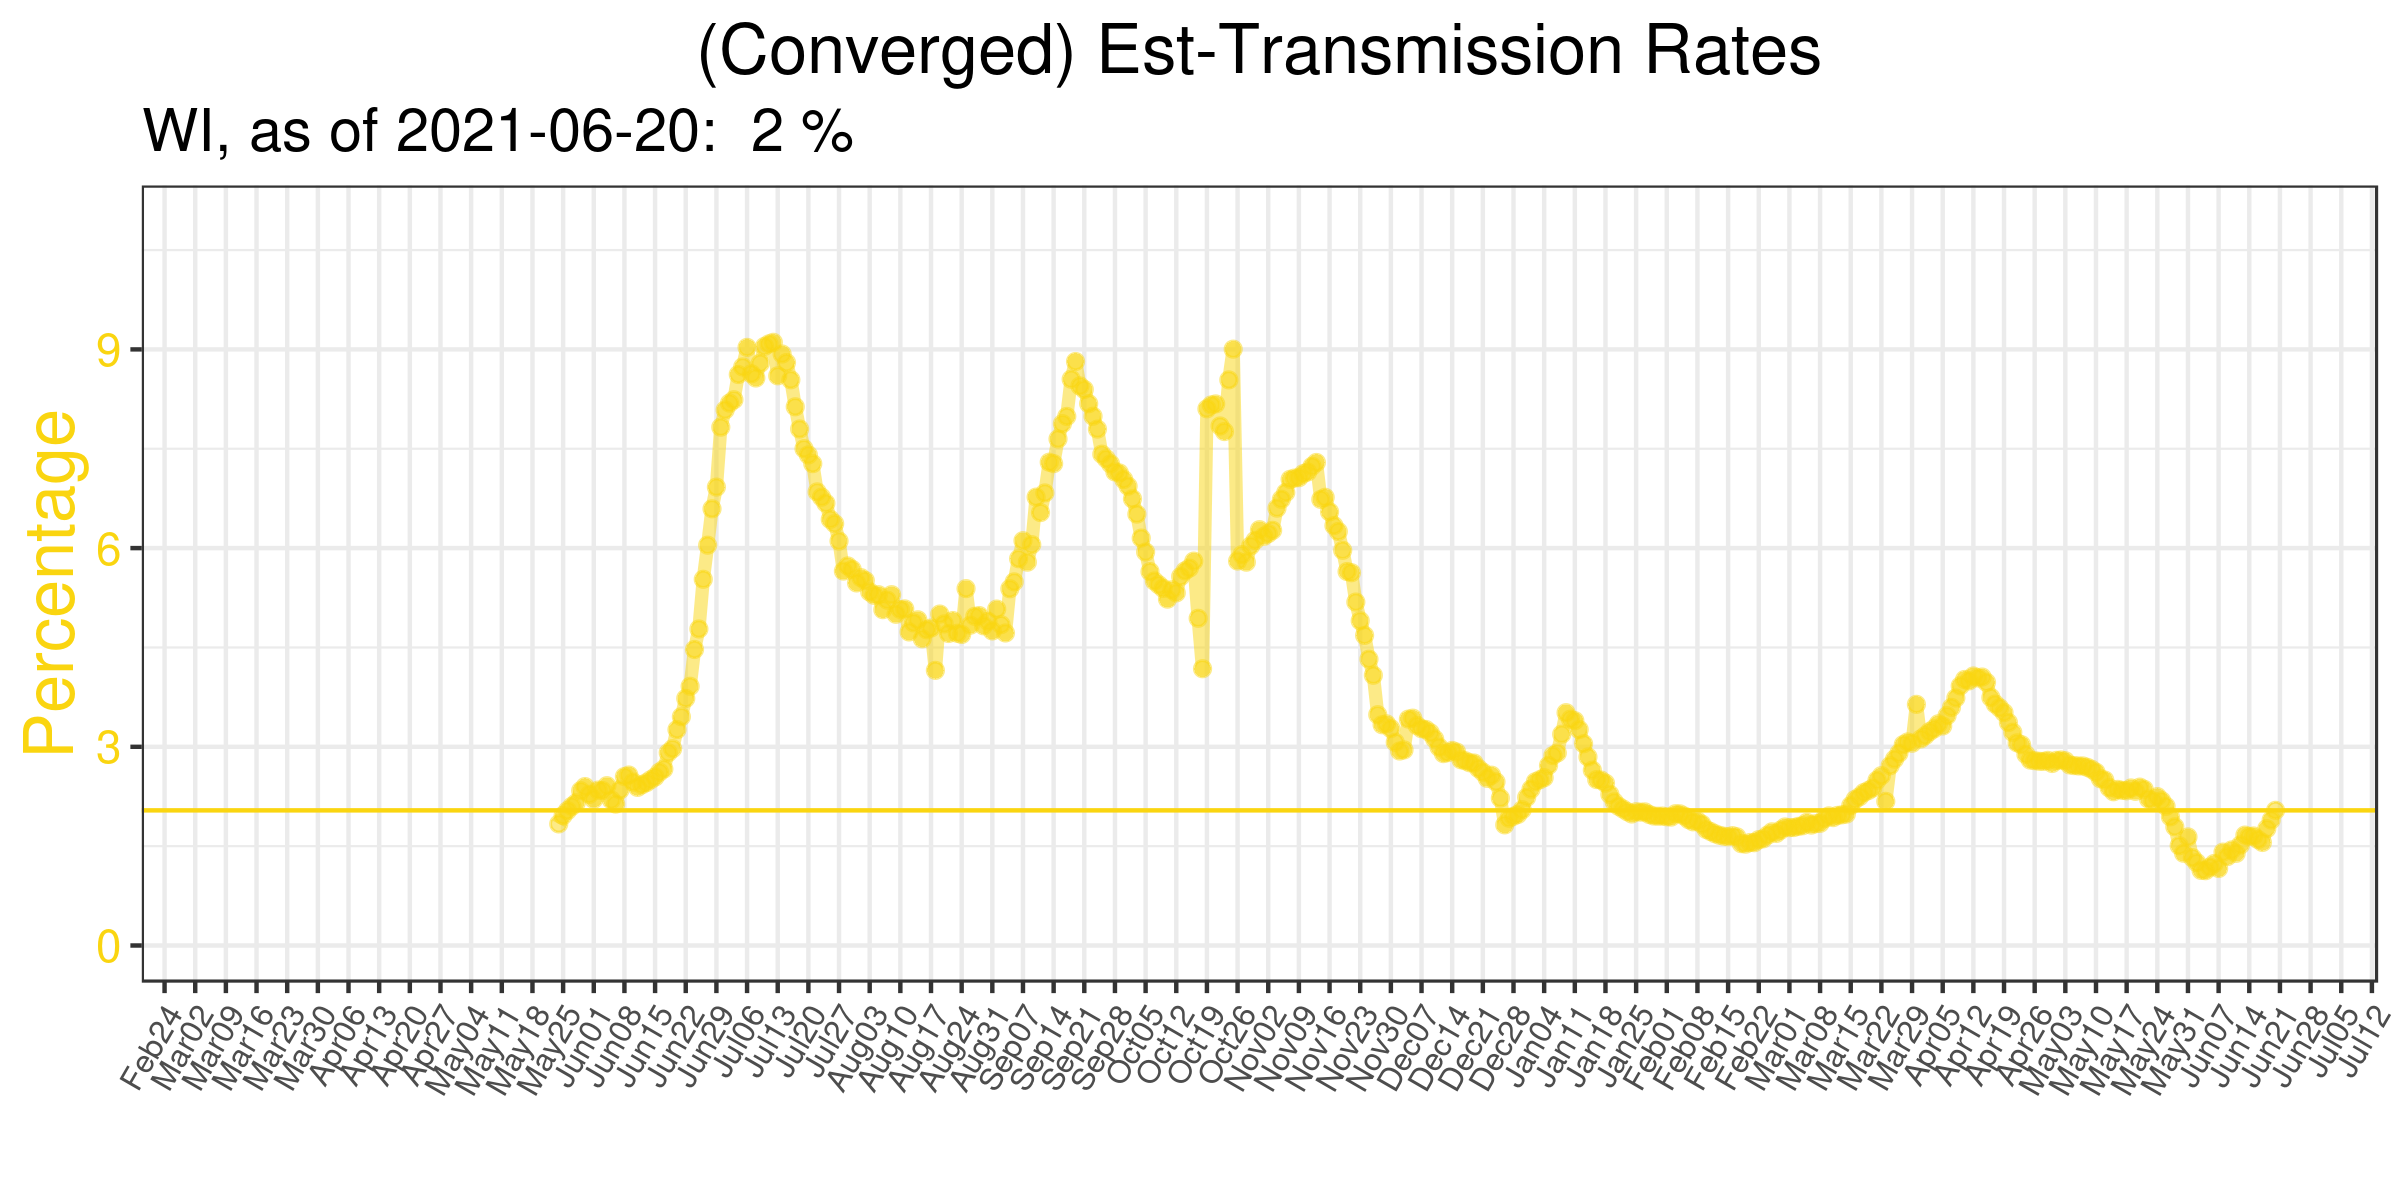 (Converged) Est-Transmission Rates
WI, as of 2021-06-20:  2 %
Percentage
9
6
3
0
Feb24
Mar02
Mar09
Mar16
Mar23
Mar30
Apr06
Apr13
Apr20
Apr27
May04
May11
May18
May25
Jun01
Jun08
Jun15
Jun22
Jun29
Jul06
Jul13
Jul20
Jul27
Aug03
Aug10
Aug17
Aug24
Aug31
Sep07
Sep14
Sep21
Sep28
Oct05
Oct12
Oct19
Oct26
Nov02
Nov09
Nov16
Nov23
Nov30
Dec07
Dec14
Dec21
Dec28
Jan04
Jan11
Jan18
Jan25
Feb01
Feb08
Feb15
Feb22
Mar01
Mar08
Mar15
Mar22
Mar29
Apr05
Apr12
Apr19
Apr26
May03
May10
May17
May24
May31
Jun07
Jun14
Jun21
Jun28
Jul05
Jul12